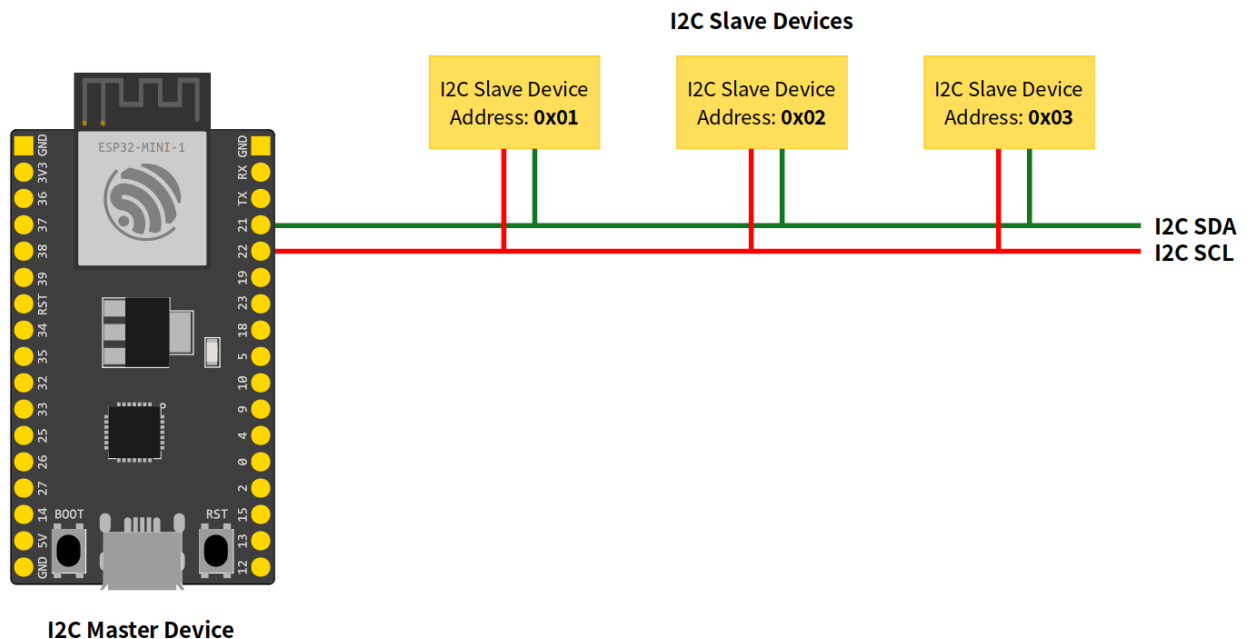 I2C Slave Devices
I2C Slave Device
Address: 0x01
I2C Slave Device
Address: 0x02
I2C Slave Device
Address: 0x03
ESP32-MINI-1
GND
3V3
36
37
38
39
RST
34
35
32
33
25
26
27
14
5V
GND
GND
RX
TX
21
22
19
23
18
5
10
9
4
0
2
15
13
12
BOOT
RST
I2C SDA
I2C SCL
I2C Master Device